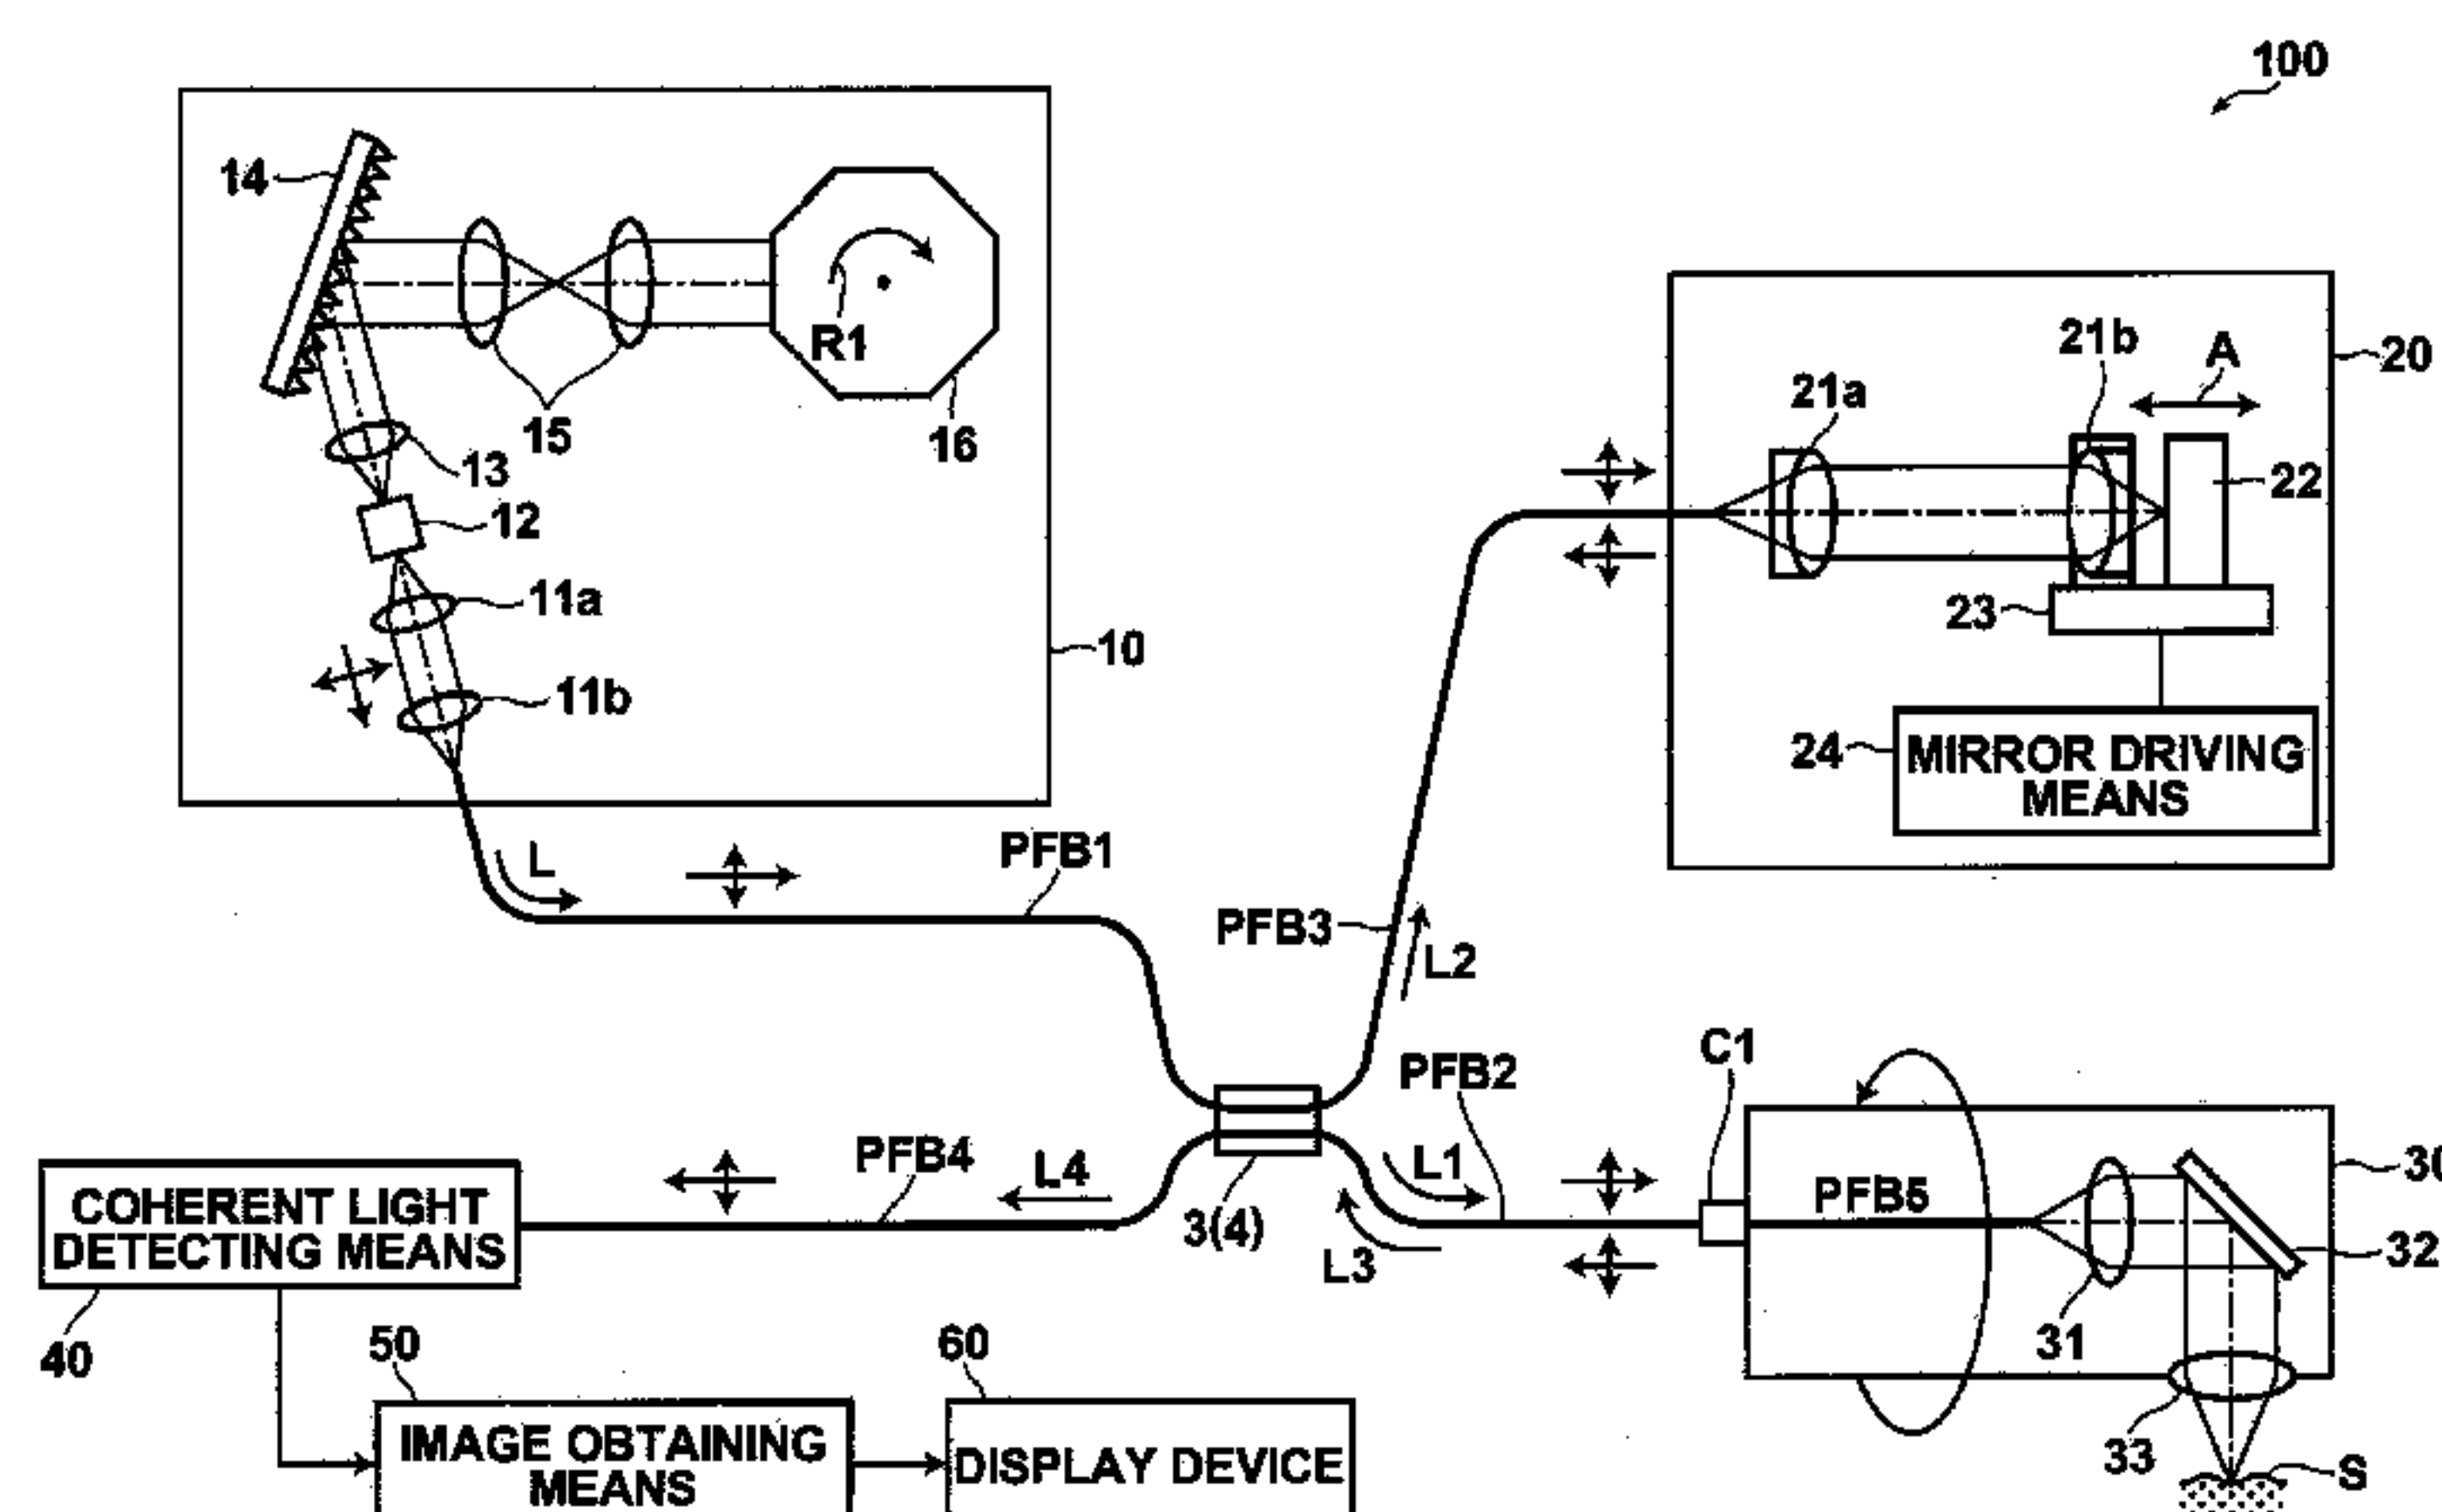 100
14
R1
15
16
13
12
11a
11b
10
21a
21b
A
20
22
23
24
MIRROR DRIVING
MEANS
L
PFB1
PFB3
L2
C1
PFB2
PFB4
L4
L1
3(4)
L3
PFB5
30
32
31
33
S
COHERENT LIGHT
DETECTING MEANS
40
50
60
IMAGE OBTAINING
MEANS
DISPLAY DEVICE